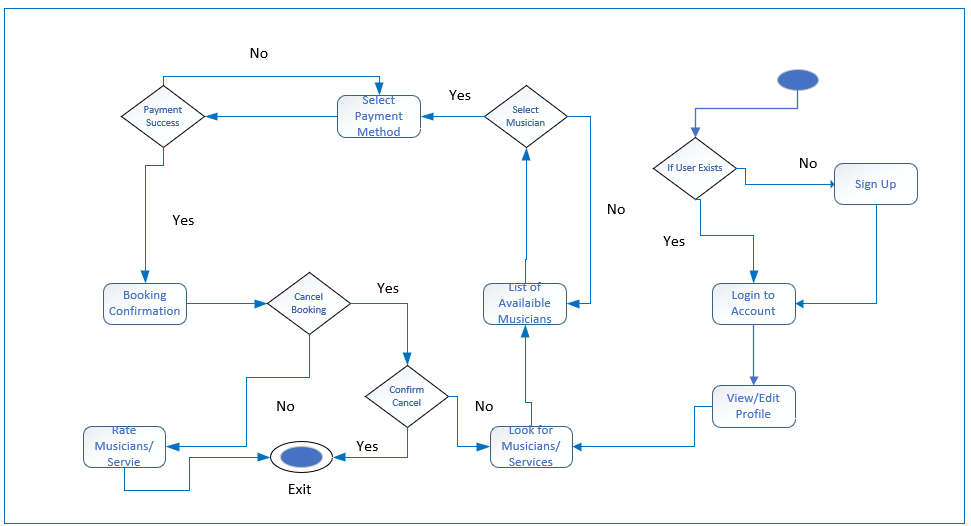 No
Payment
Success
Select
Payment
Method
Yes
Select
Musician
If User Exists
No
Sign Up
No
Yes
Yes
Booking
Confirmation
Cancel
Booking
Yes
List of
Availaible
Musicians
Login to
Account
Confirm
Cancel
View/Edit
Profile
No
No
Rate
Musicians/
Servie
Yes
Look for
Musicians/
Services
Exit